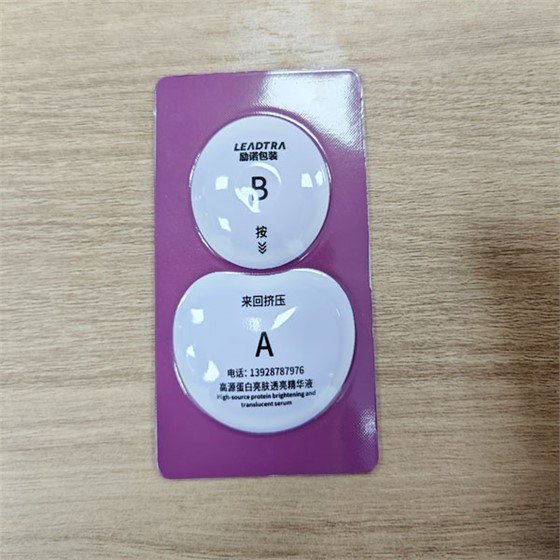 LEADTRA
励诺包装
B
按
来回挤压
A
电话: 13928787976
高源蛋白亮肤透亮精华液
High-source protein brightening and
translucent serum